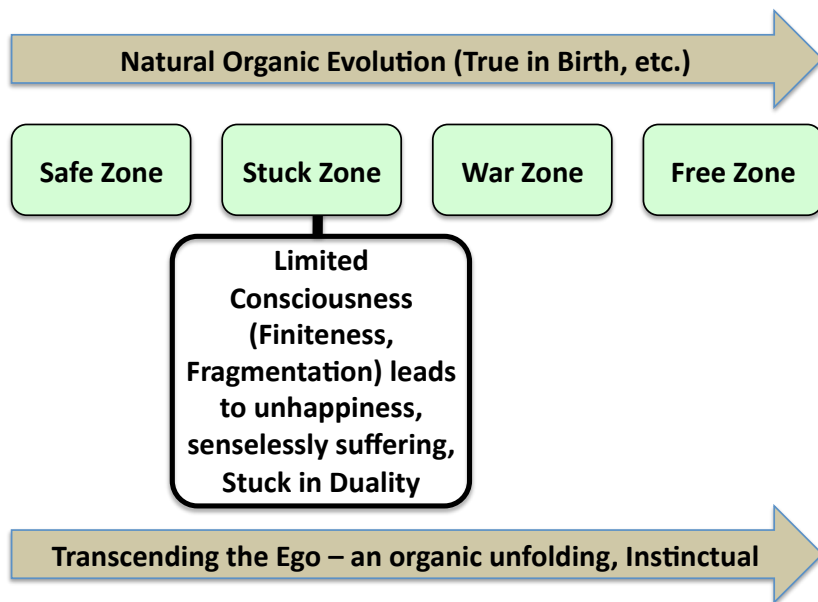 Natural Organic Evolution (True in Birth, etc.)
Safe Zone
Stuck Zone
War Zone
Free Zone
Limited
Consciousness
(Finiteness,
Fragmentation) leads
to unhappiness,
senselessly suffering,
Stuck in Duality
Transcending the Ego – an organic unfolding, Instinctual